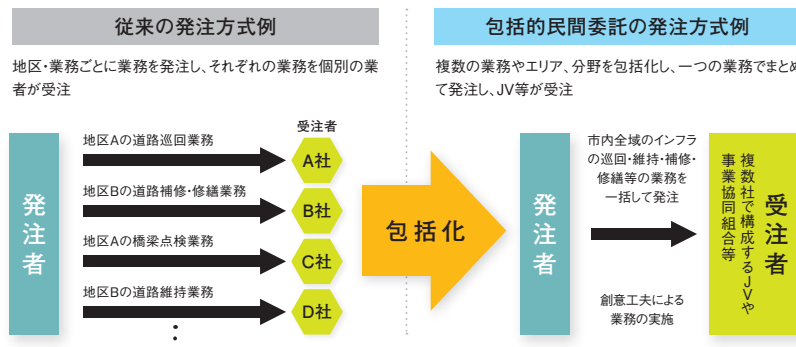 従来の発注方式例
地区・業務ごとに業務を発注し、それぞれの業務を個別の業
者が受注
発注者
受注者
地区Aの道路巡回業務
A社
地区Bの道路補修・修繕業務
B社
地区Aの橋梁点検業務
C社
地区Bの道路維持業務
D社
包括化
包括的民間委託の発注方式例
複数の業務やエリア、分野を包括化し、一つの業務でまとめ
て発注し、JV等が受注
発注者
市内全域のインフラ
の巡回・維持・補修・
修繕等の業務を
一括して発注
創意工夫による
業務の実施
受注者
複数社で構成するJVや
事業協同組合等